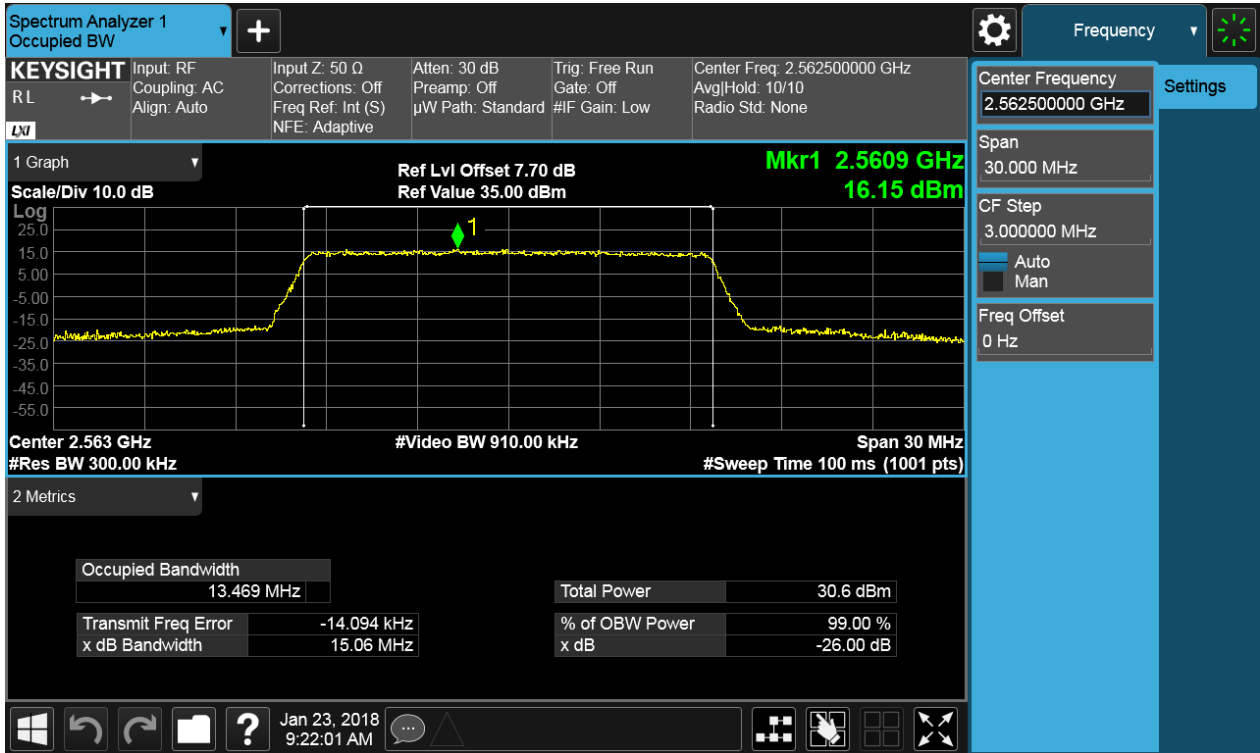 Spectrum Analyzer 1
Occupied BW
Frequency
KEYSIGHT
RL
LXI
Input: RF
Coupling: AC
Align: Auto
Input Z: 50 Ω
Corrections: Off
Freq Ref: Int (S)
NFE: Adaptive
Atten: 30 dB
Preamp: Off
µW Path: Standard
Trig: Free Run
Gate: Off
#IF Gain: Low
Center Freq: 2.562500000 GHz
Avg|Hold: 10/10
Radio Std: None
Center Frequency
2.562500000 GHz
Settings
Span
30.000 MHz
CF Step
3.000000 MHz
Auto
Man
Freq Offset
0 Hz
1 Graph
Scale/Div 10.0 dB
Ref Lvl Offset 7.70 dB
Ref Value 35.00 dBm
Mkr1 2.5609 GHz
16.15 dBm
Log
25.0
15.0
5.00
-5.00
-15.0
-25.0
-35.0
-45.0
-55.0
1
Center 2.563 GHz
#Video BW 910.00 kHz
Span 30 MHz
#Res BW 300.00 kHz
#Sweep Time 100 ms (1001 pts)
2 Metrics
Occupied Bandwidth
13.469 MHz
Total Power 30.6 dBm
Transmit Freq Error -14.094 kHz
% of OBW Power 99.00 %
x dB Bandwidth 15.06 MHz
x dB -26.00 dB
?
Jan 23, 2018
9:22:01 AM